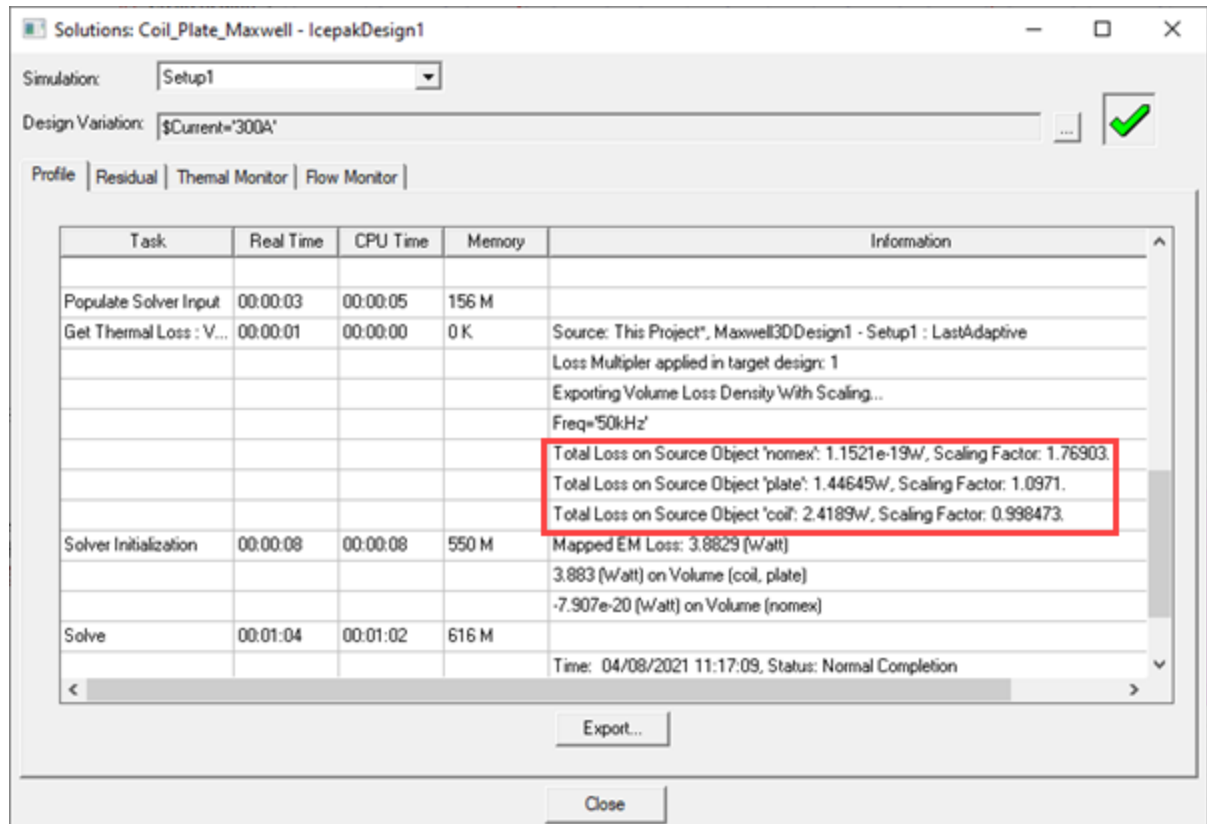 Solutions: Coil_Plate_Maxwell - IcepakDesign1
Simulation: Setup1
Design Variation: $Current='300A' ...
Profile Residual Themal Monitor Flow Monitor
Task Real Time CPU Time Memory Information
Populate Solver Input 00:00:03 00:00:05 156 M
Get Thermal Loss : V... 00:00:01 00:00:00 0 K Source: This Project*, Maxwell3DDesign1 - Setup1 : LastAdaptive
Loss Multipler applied in target design: 1
Exporting Volume Loss Density With Scaling...
Freq='50kHz'
Total Loss on Source Object 'nomex': 1.1521e-19W, Scaling Factor: 1.76903.
Total Loss on Source Object 'plate': 1.44645W, Scaling Factor: 1.0971.
Total Loss on Source Object 'coil': 2.4189W, Scaling Factor: 0.998473.
Solver Initialization 00:00:08 00:00:08 550 M Mapped EM Loss: 3.8829 (Watt)
3.883 (Watt) on Volume (coil, plate)
-7.907e-20 (Watt) on Volume (nomex)
Solve 00:01:04 00:01:02 616 M
Time: 04/08/2021 11:17:09, Status: Normal Completion
Export...
Close